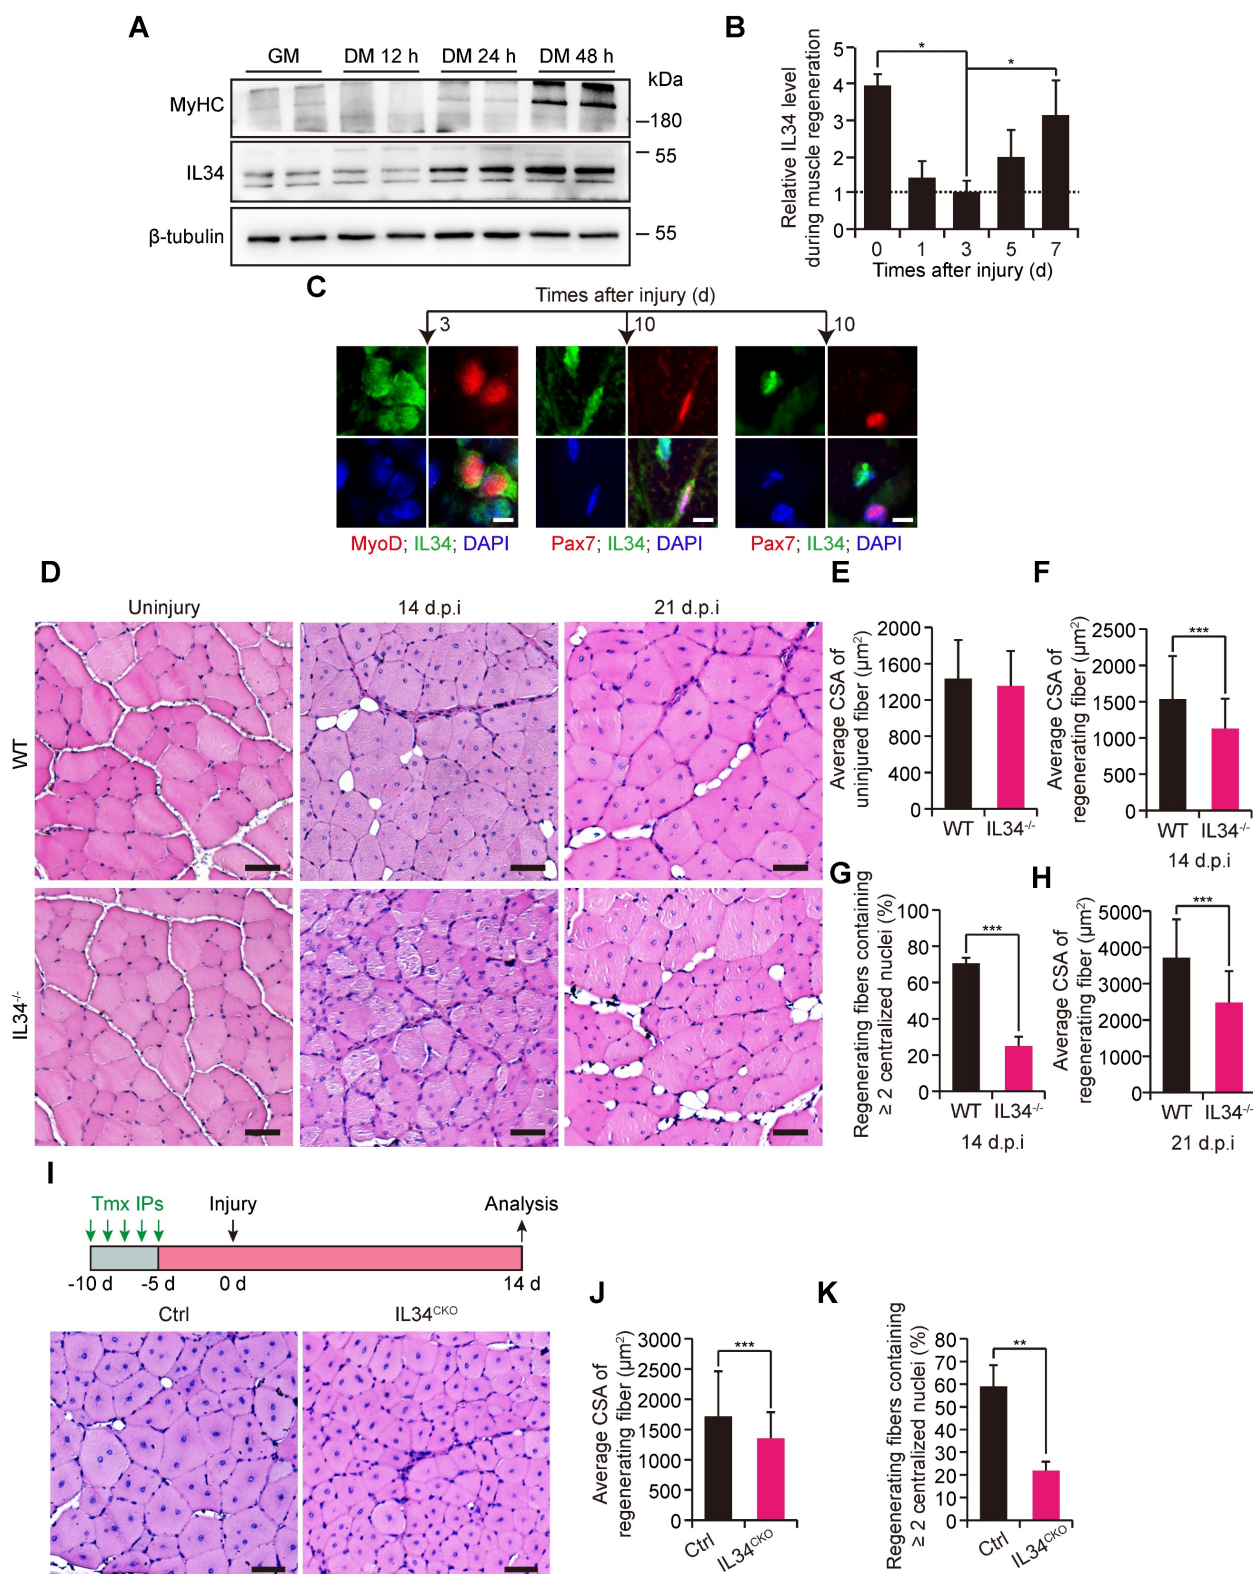 A
GM
DM 12 h
DM 24 h
DM 48 h
kDa
MyHC
180
55
IL34
β-tubulin
55
B
Relative IL34 level
during muscle regeneration
5
4
3
2
1
0
*
*
0 1 3 5 7
Times after injury (d)
C
Times after injury (d)
3
10
10
MyoD; IL34; DAPI
Pax7; IL34; DAPI
Pax7; IL34; DAPI
D
Uninjury
14 d.p.i
21 d.p.i
WT
IL34-/-
E
Average CSA of
uninjured fiber (μm²)
2000
1600
1200
800
400
0
WT IL34-/-
F
Average CSA of
regenerating fiber (μm²)
2500
2000
1500
1000
500
0
***
WT IL34-/-
14 d.p.i
G
Regenerating fibers containing
≥ 2 centralized nuclei (%)
100
80
60
40
20
0
***
WT IL34-/-
14 d.p.i
H
Average CSA of
regenerating fiber (μm²)
5000
4000
3000
2000
1000
0
***
WT IL34-/-
21 d.p.i
I
Tmx IPs
Injury
Analysis
-10 d
-5 d
0 d
14 d
Ctrl
IL34CKO
J
Average CSA of
regenerating fiber (μm²)
3000
2500
2000
1500
1000
500
0
***
Ctrl
IL34CKO
K
Regenerating fibers containing
≥ 2 centralized nuclei (%)
80
70
60
50
40
30
20
10
0
**
Ctrl
IL34CKO